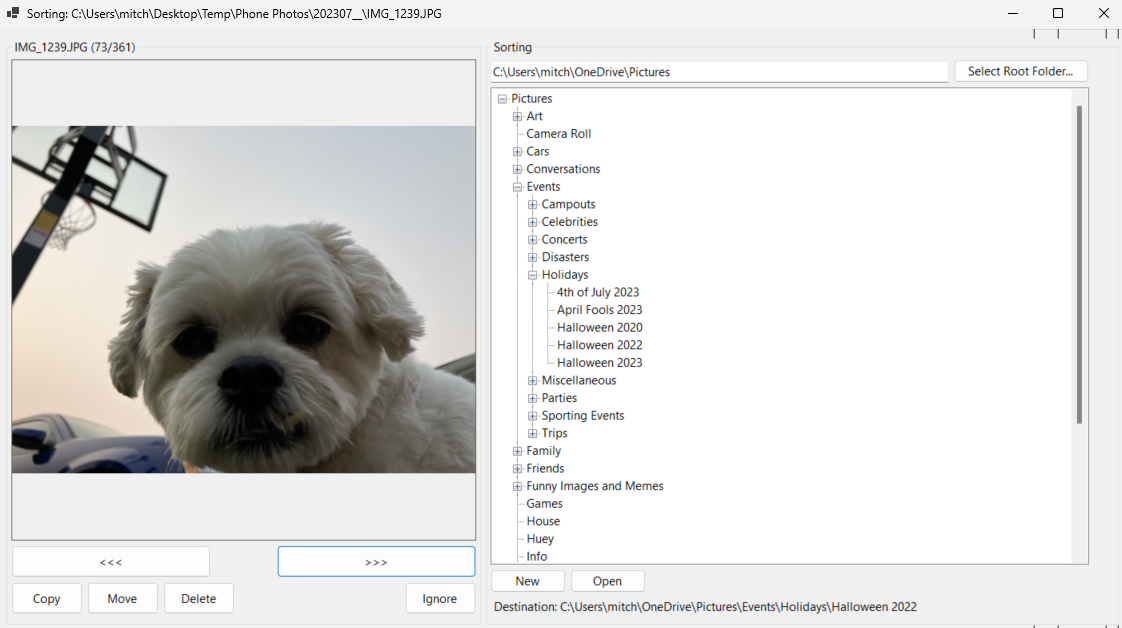 Sorting: C:\Users\mitch\Desktop\Temp\Phone Photos\202307__\IMG_1239.JPG
IMG_1239.JPG (73/361)
<<<
>>>
Copy
Move
Delete
Ignore
Sorting
C:\Users\mitch\OneDrive\Pictures
Select Root Folder...
Pictures
Art
Camera Roll
Cars
Conversations
Events
Campouts
Celebrities
Concerts
Disasters
Holidays
4th of July 2023
April Fools 2023
Halloween 2020
Halloween 2022
Halloween 2023
Miscellaneous
Parties
Sporting Events
Trips
Family
Friends
Funny Images and Memes
Games
House
Huey
Info
New
Open
Destination: C:\Users\mitch\OneDrive\Pictures\Events\Holidays\Halloween 2022